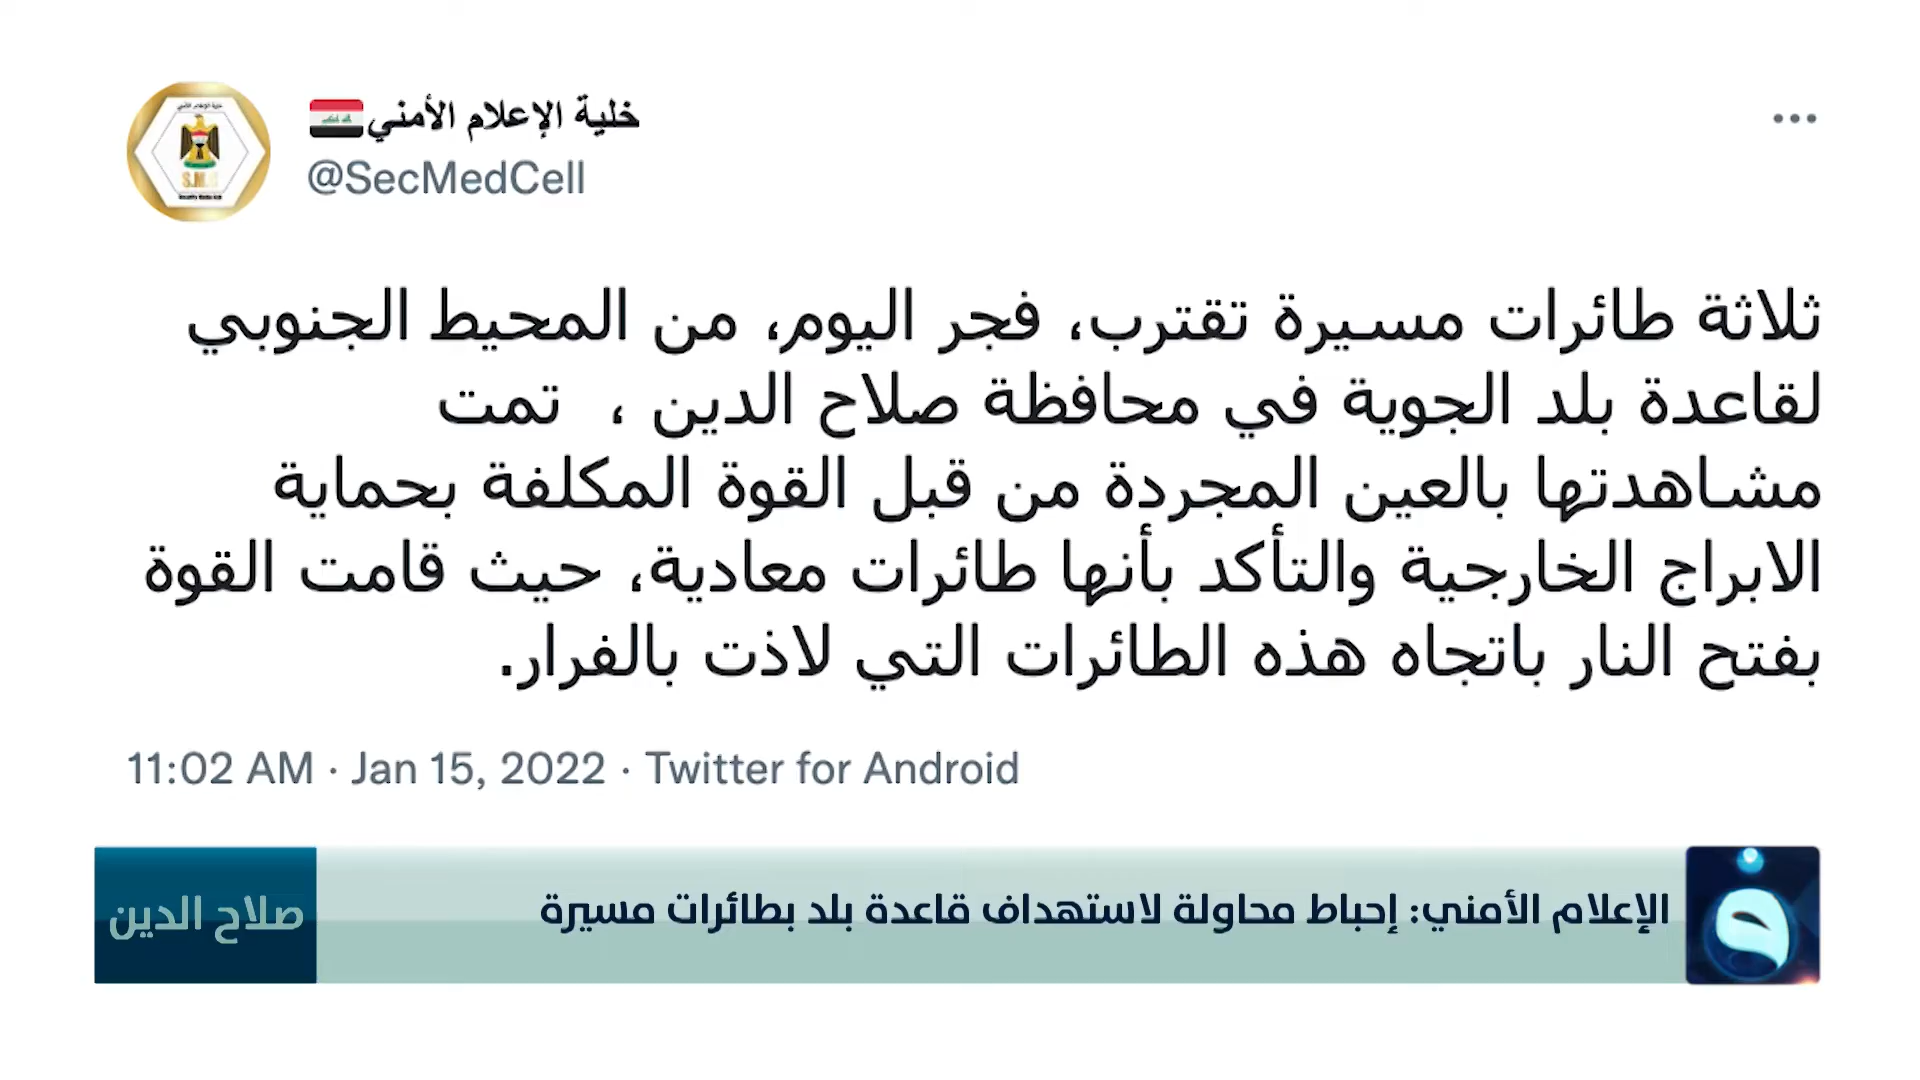 خلية الإعلام الأمني
@SecMedCell
ثلاثة طائرات مسيرة تقترب، فجر اليوم، من المحيط الجنوبي
لقاعدة بلد الجوية في محافظة صلاح الدين ، تمت
مشاهدتها بالعين المجردة من قبل القوة المكلفة بحماية
الابراج الخارجية والتأكد بأنها طائرات معادية، حيث قامت القوة
بفتح النار باتجاه هذه الطائرات التي لاذت بالفرار.
11:02 AM · Jan 15, 2022 · Twitter for Android
الإعلام الأمني: إحباط محاولة لاستهداف قاعدة بلد بطائرات مسيرة
صلاح الدين